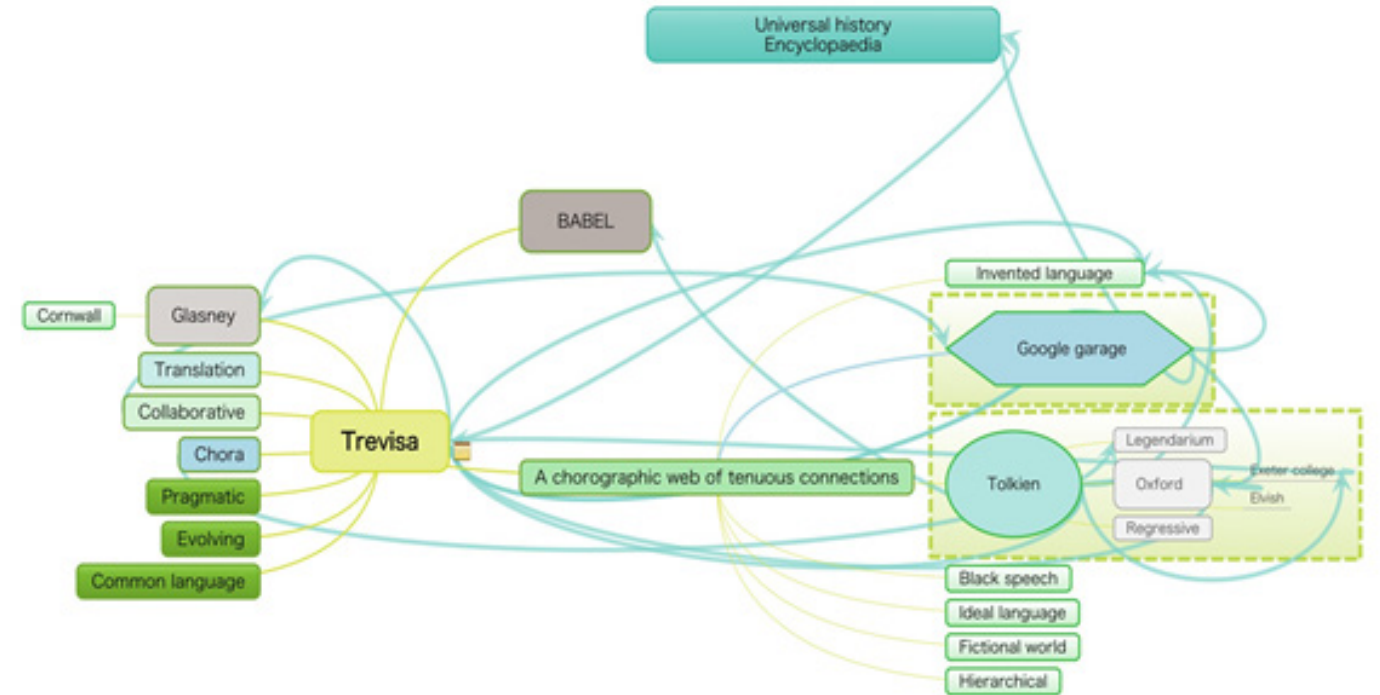 Universal history
Encyclopaedia
BABEL
Invented language
Cornwall
Glasney
Google garage
Translation
Collaborative
Trevisa
Chora
A chorographic web of tenuous connections
Tolkien
Legendarium
Exeter college
Oxford
Elvish
Regressive
Pragmatic
Evolving
Common language
Black speech
Ideal language
Fictional world
Hierarchical